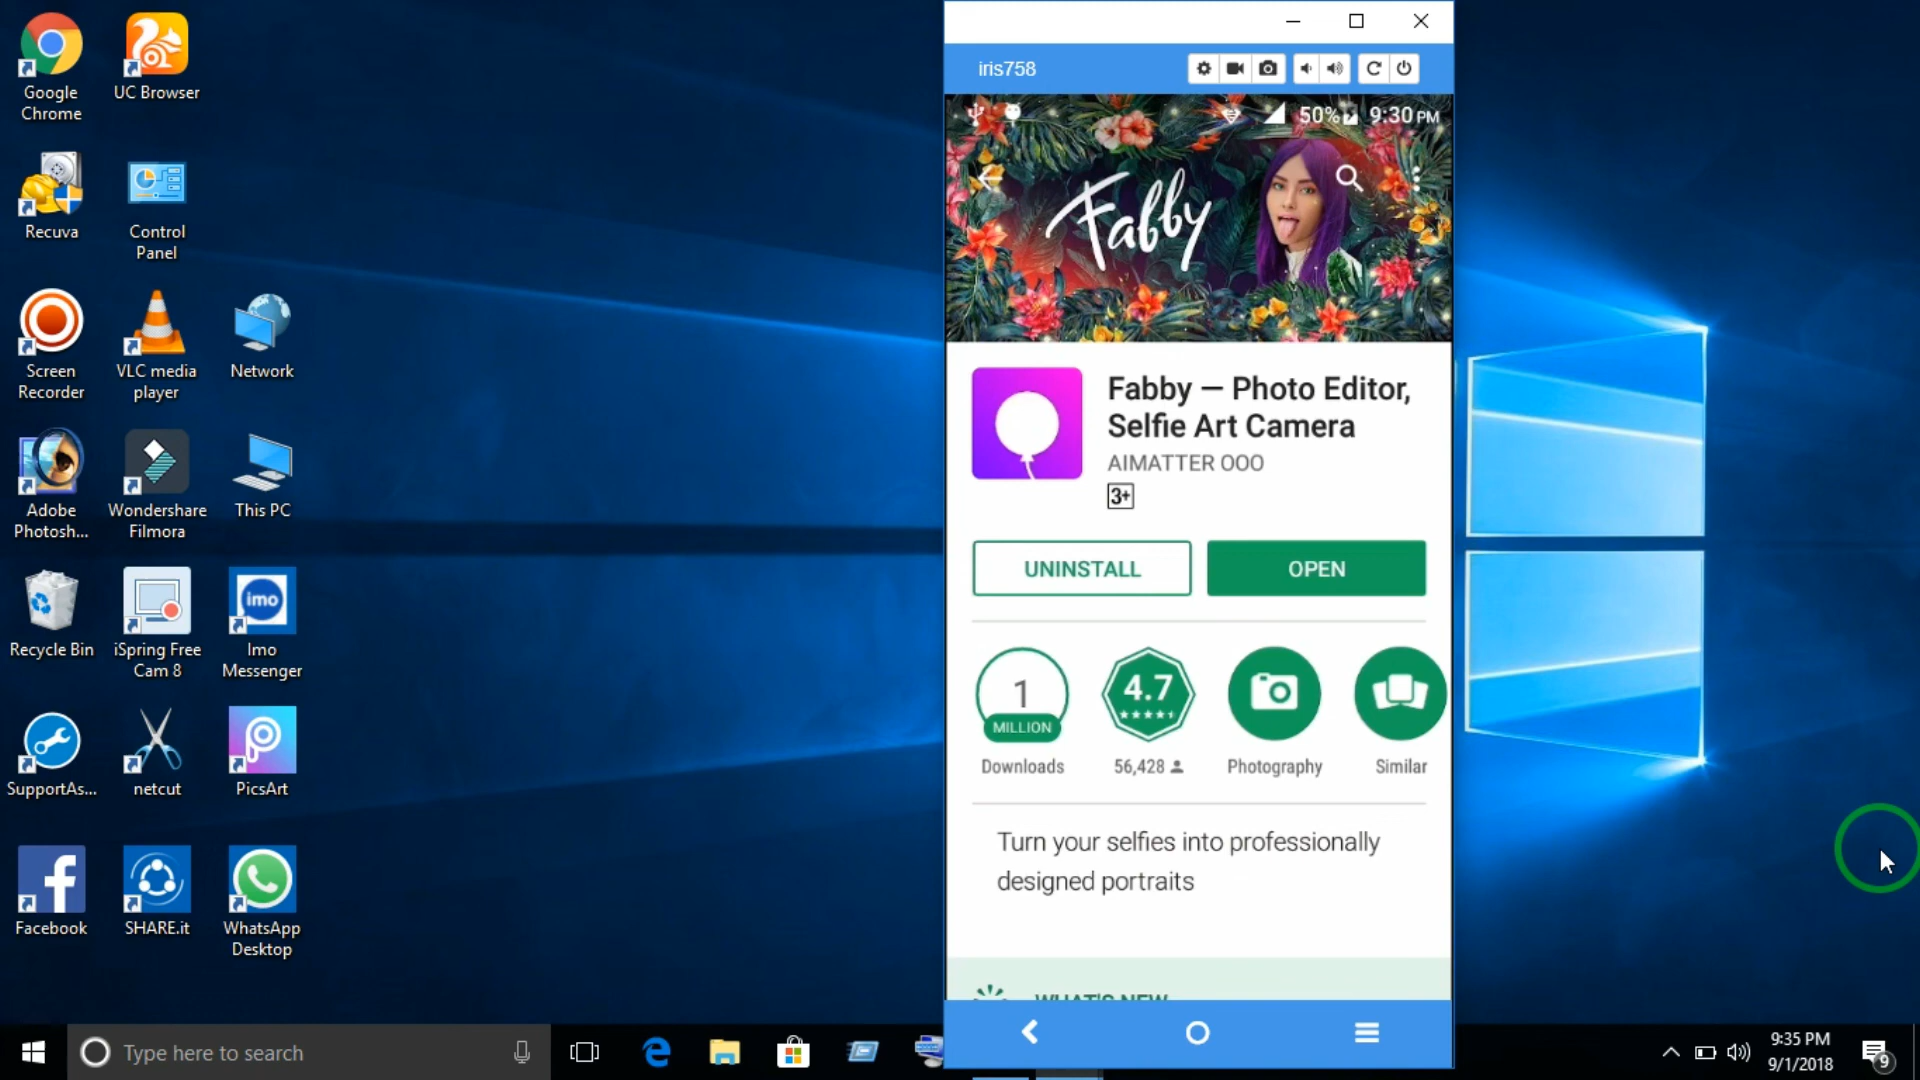 Google
Chrome
UC Browser
Recuva
Control
Panel
Screen
Recorder
VLC media
player
Network
Adobe
Photosh...
Wondershare
Filmora
This PC
Recycle Bin
iSpring Free
Cam 8
imo
Imo
Messenger
SupportAs...
netcut
PicsArt
Facebook
SHARE.it
WhatsApp
Desktop
iris758
50% 9:30 PM
Fabby
Fabby — Photo Editor,
Selfie Art Camera
AIMATTER OOO
3+
UNINSTALL
OPEN
1
MILLION
Downloads
4.7
56,428
Photography
Similar
Turn your selfies into professionally
designed portraits
WHAT'S NEW
Type here to search
9:35 PM
9/1/2018
9